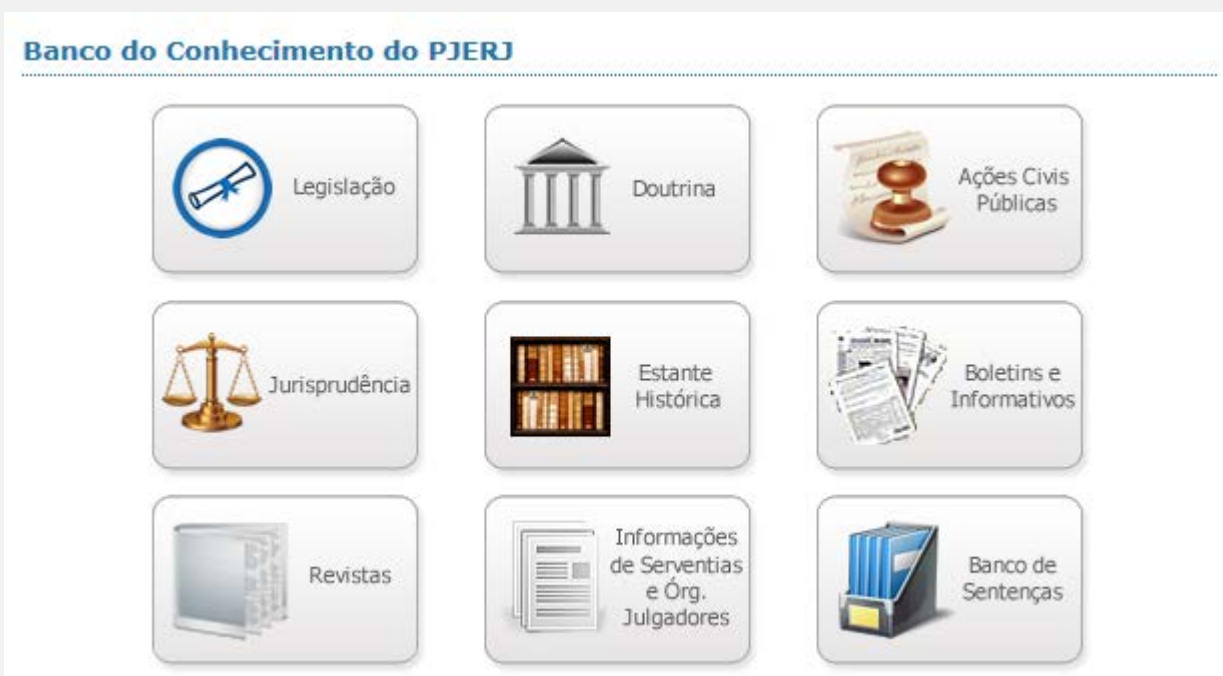 Banco do Conhecimento do PJERJ
Legislação
Doutrina
Ações Civis
Públicas
Jurisprudência
Estante
Histórica
Boletins e
Informativos
Revistas
Informações
de Serventias
e Órg.
Julgadores
Banco de
Sentenças